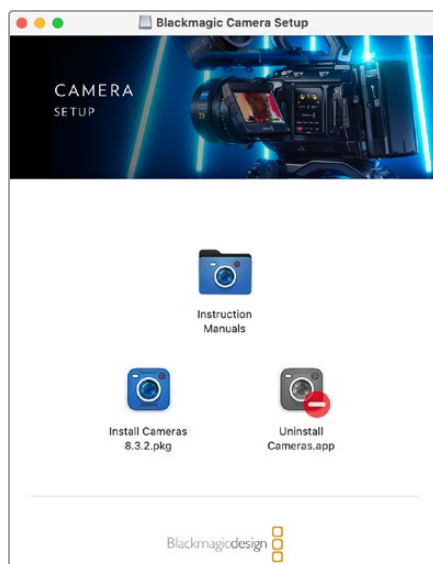 Blackmagic Camera Setup
CAMERA
SETUP
Instruction
Manuals
Install Cameras
8.3.2.pkg
Uninstall
Cameras.app
Blackmagicdesign